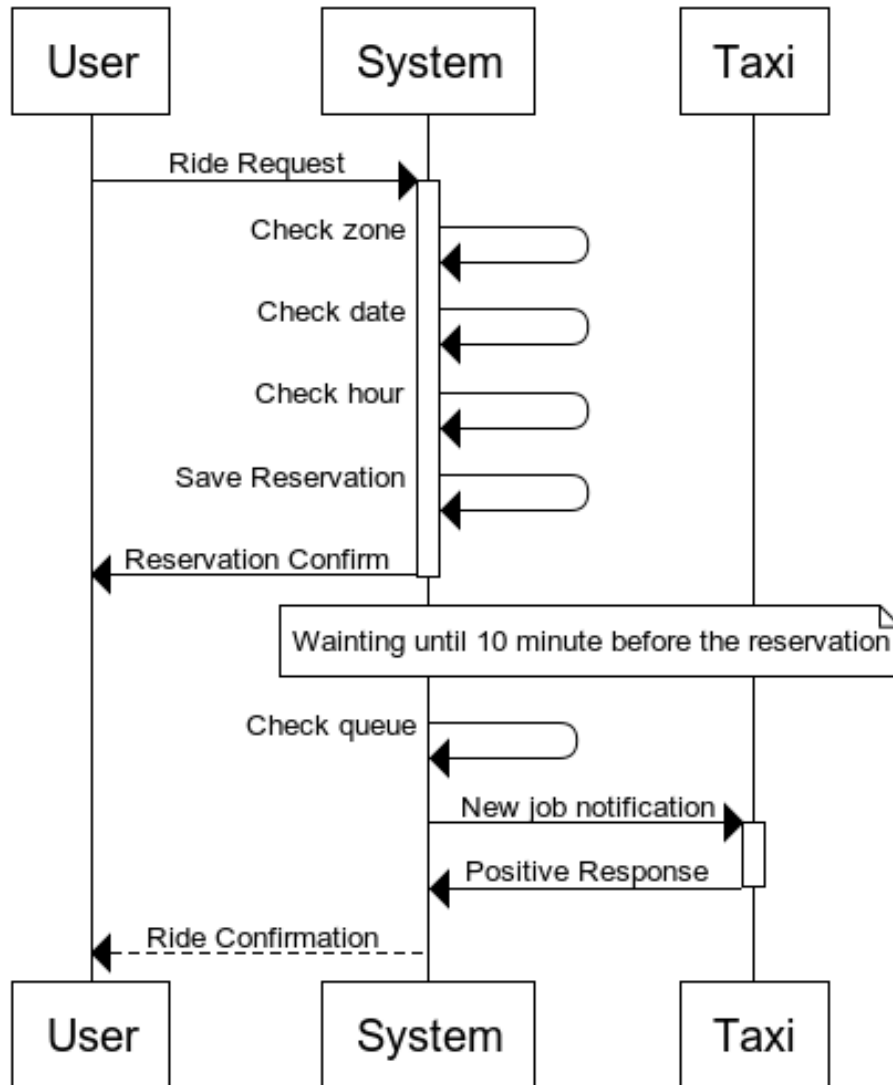 User
System
Taxi
Ride Request
Check zone
Check date
Check hour
Save Reservation
Reservation Confirm
Wainting until 10 minute before the reservation
Check queue
New job notification
Positive Response
Ride Confirmation
User
System
Taxi